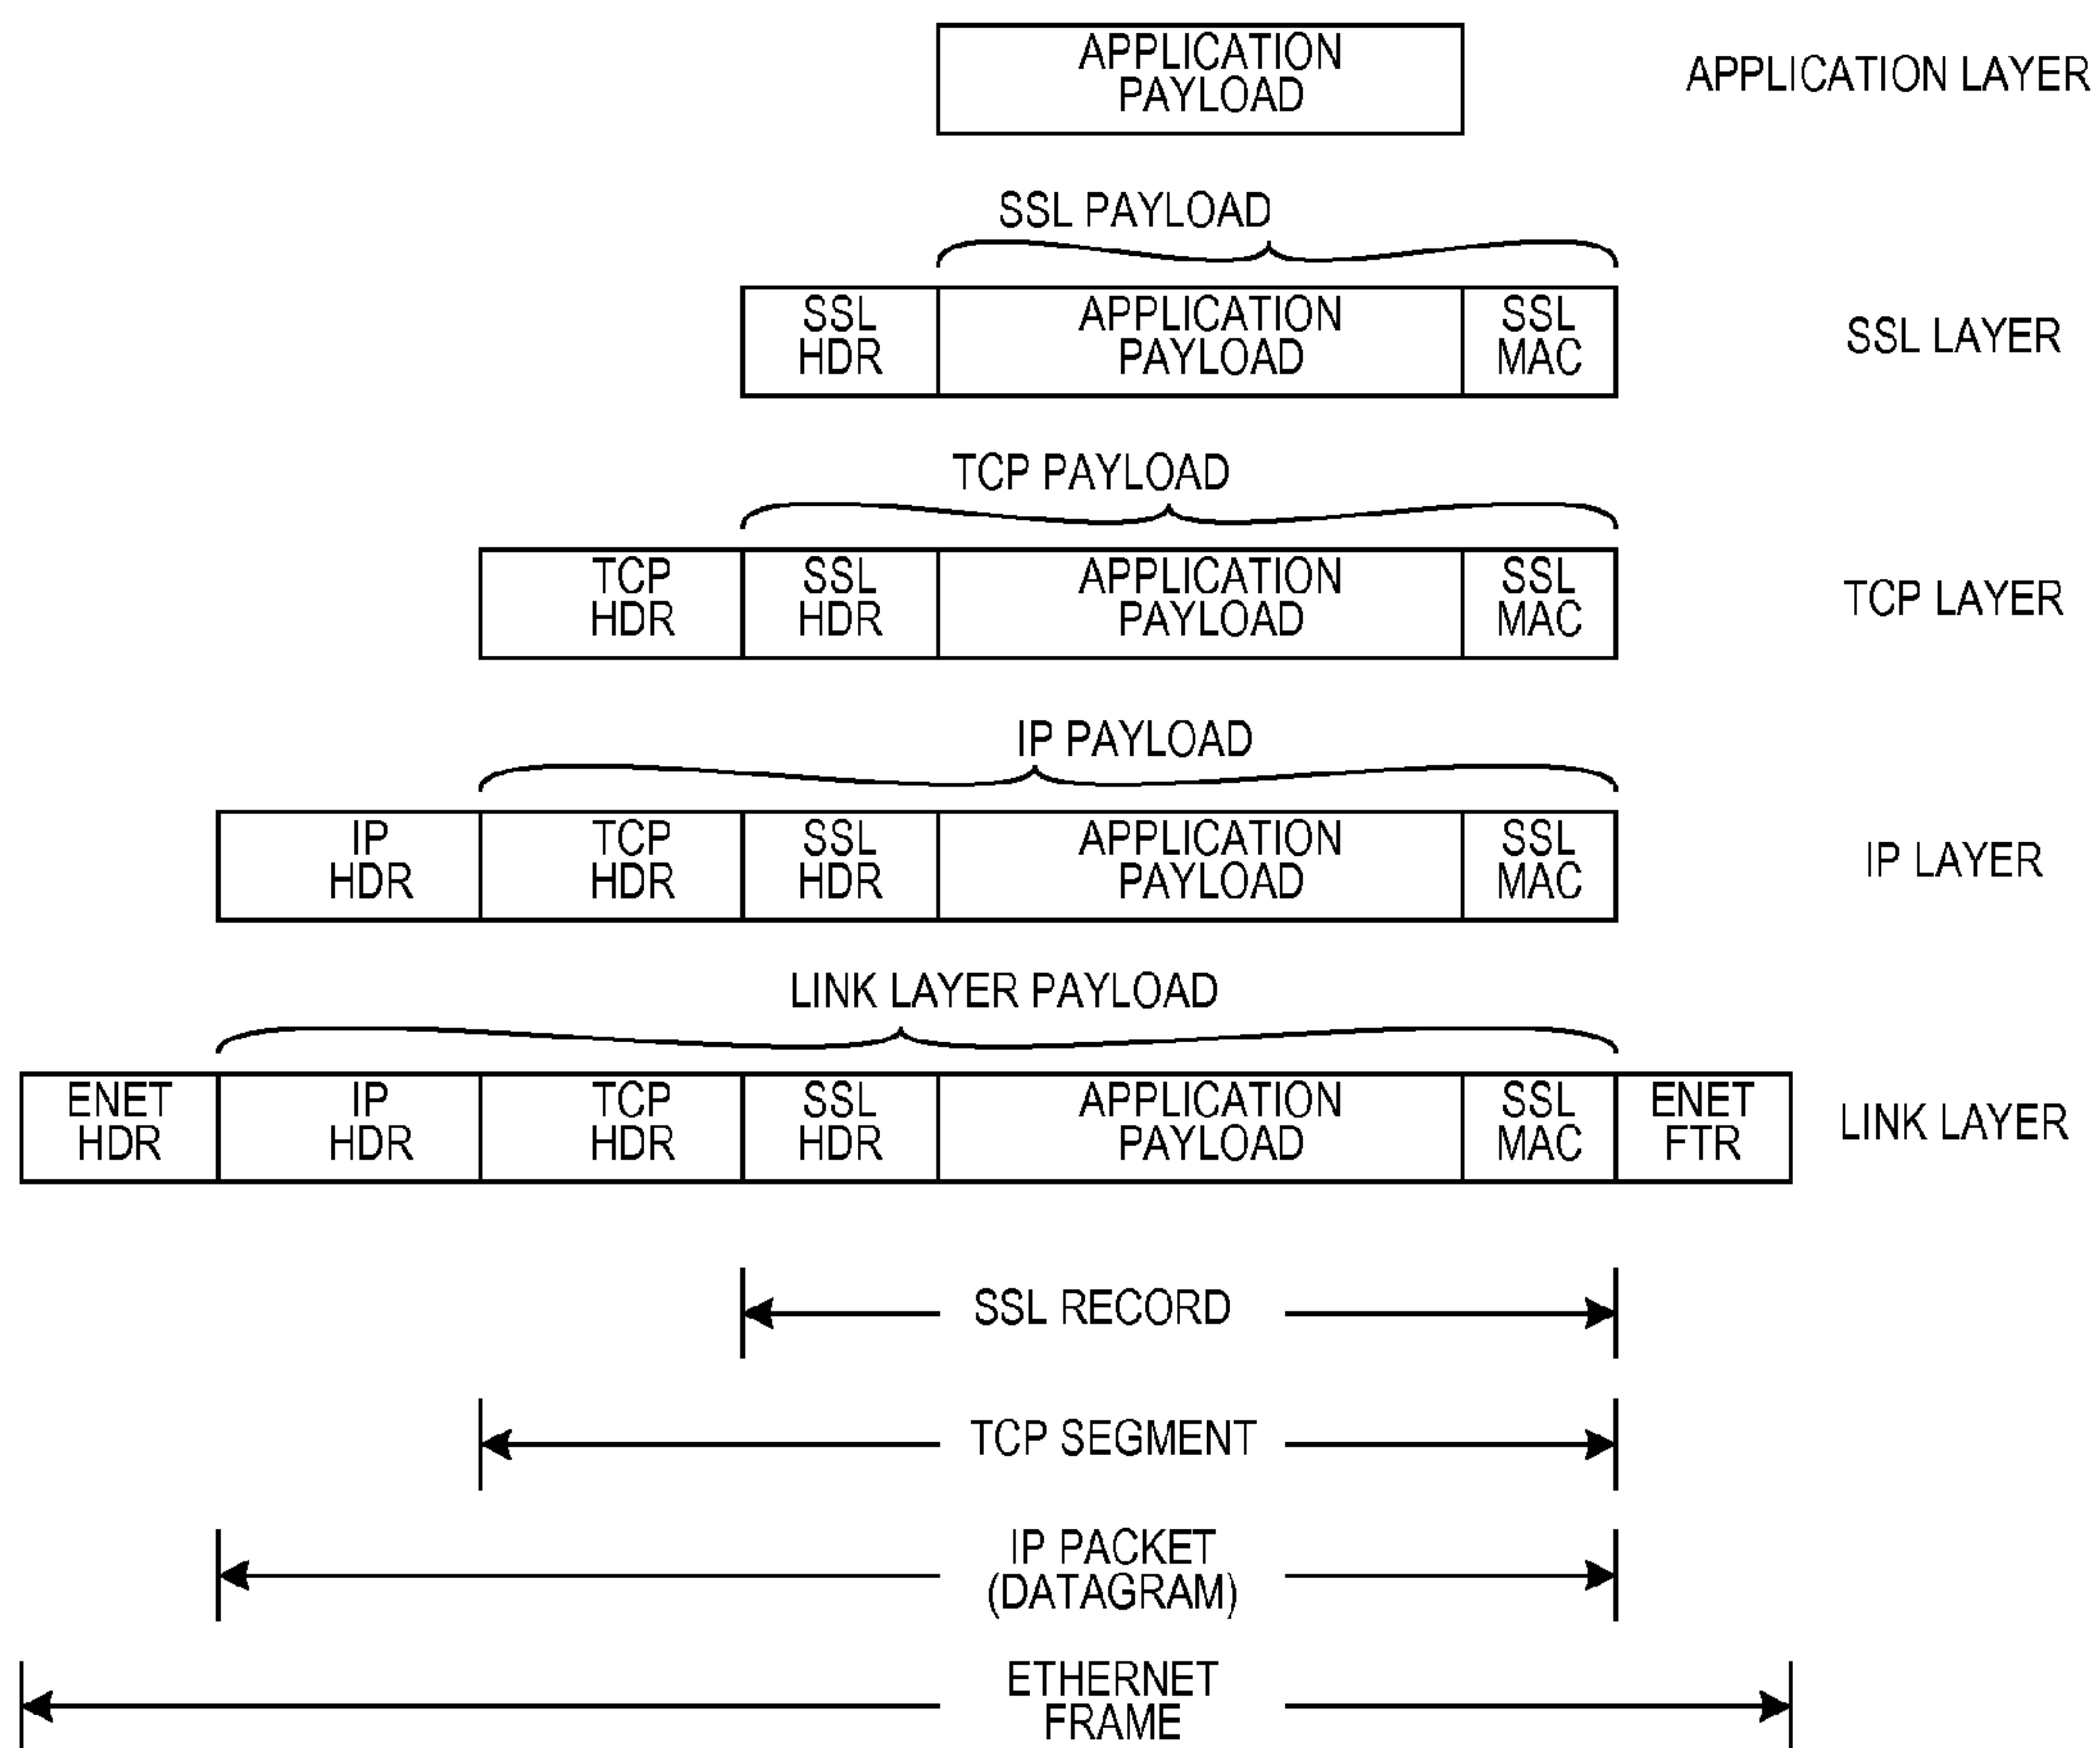 APPLICATION
PAYLOAD
APPLICATION LAYER
SSL PAYLOAD
SSL
HDR
APPLICATION
PAYLOAD
SSL
MAC
SSL LAYER
TCP PAYLOAD
TCP
HDR
SSL
HDR
APPLICATION
PAYLOAD
SSL
MAC
TCP LAYER
IP PAYLOAD
IP
HDR
TCP
HDR
SSL
HDR
APPLICATION
PAYLOAD
SSL
MAC
IP LAYER
LINK LAYER PAYLOAD
ENET
HDR
IP
HDR
TCP
HDR
SSL
HDR
APPLICATION
PAYLOAD
SSL
MAC
ENET
FTR
LINK LAYER
SSL RECORD
TCP SEGMENT
IP PACKET
(DATAGRAM)
ETHERNET
FRAME